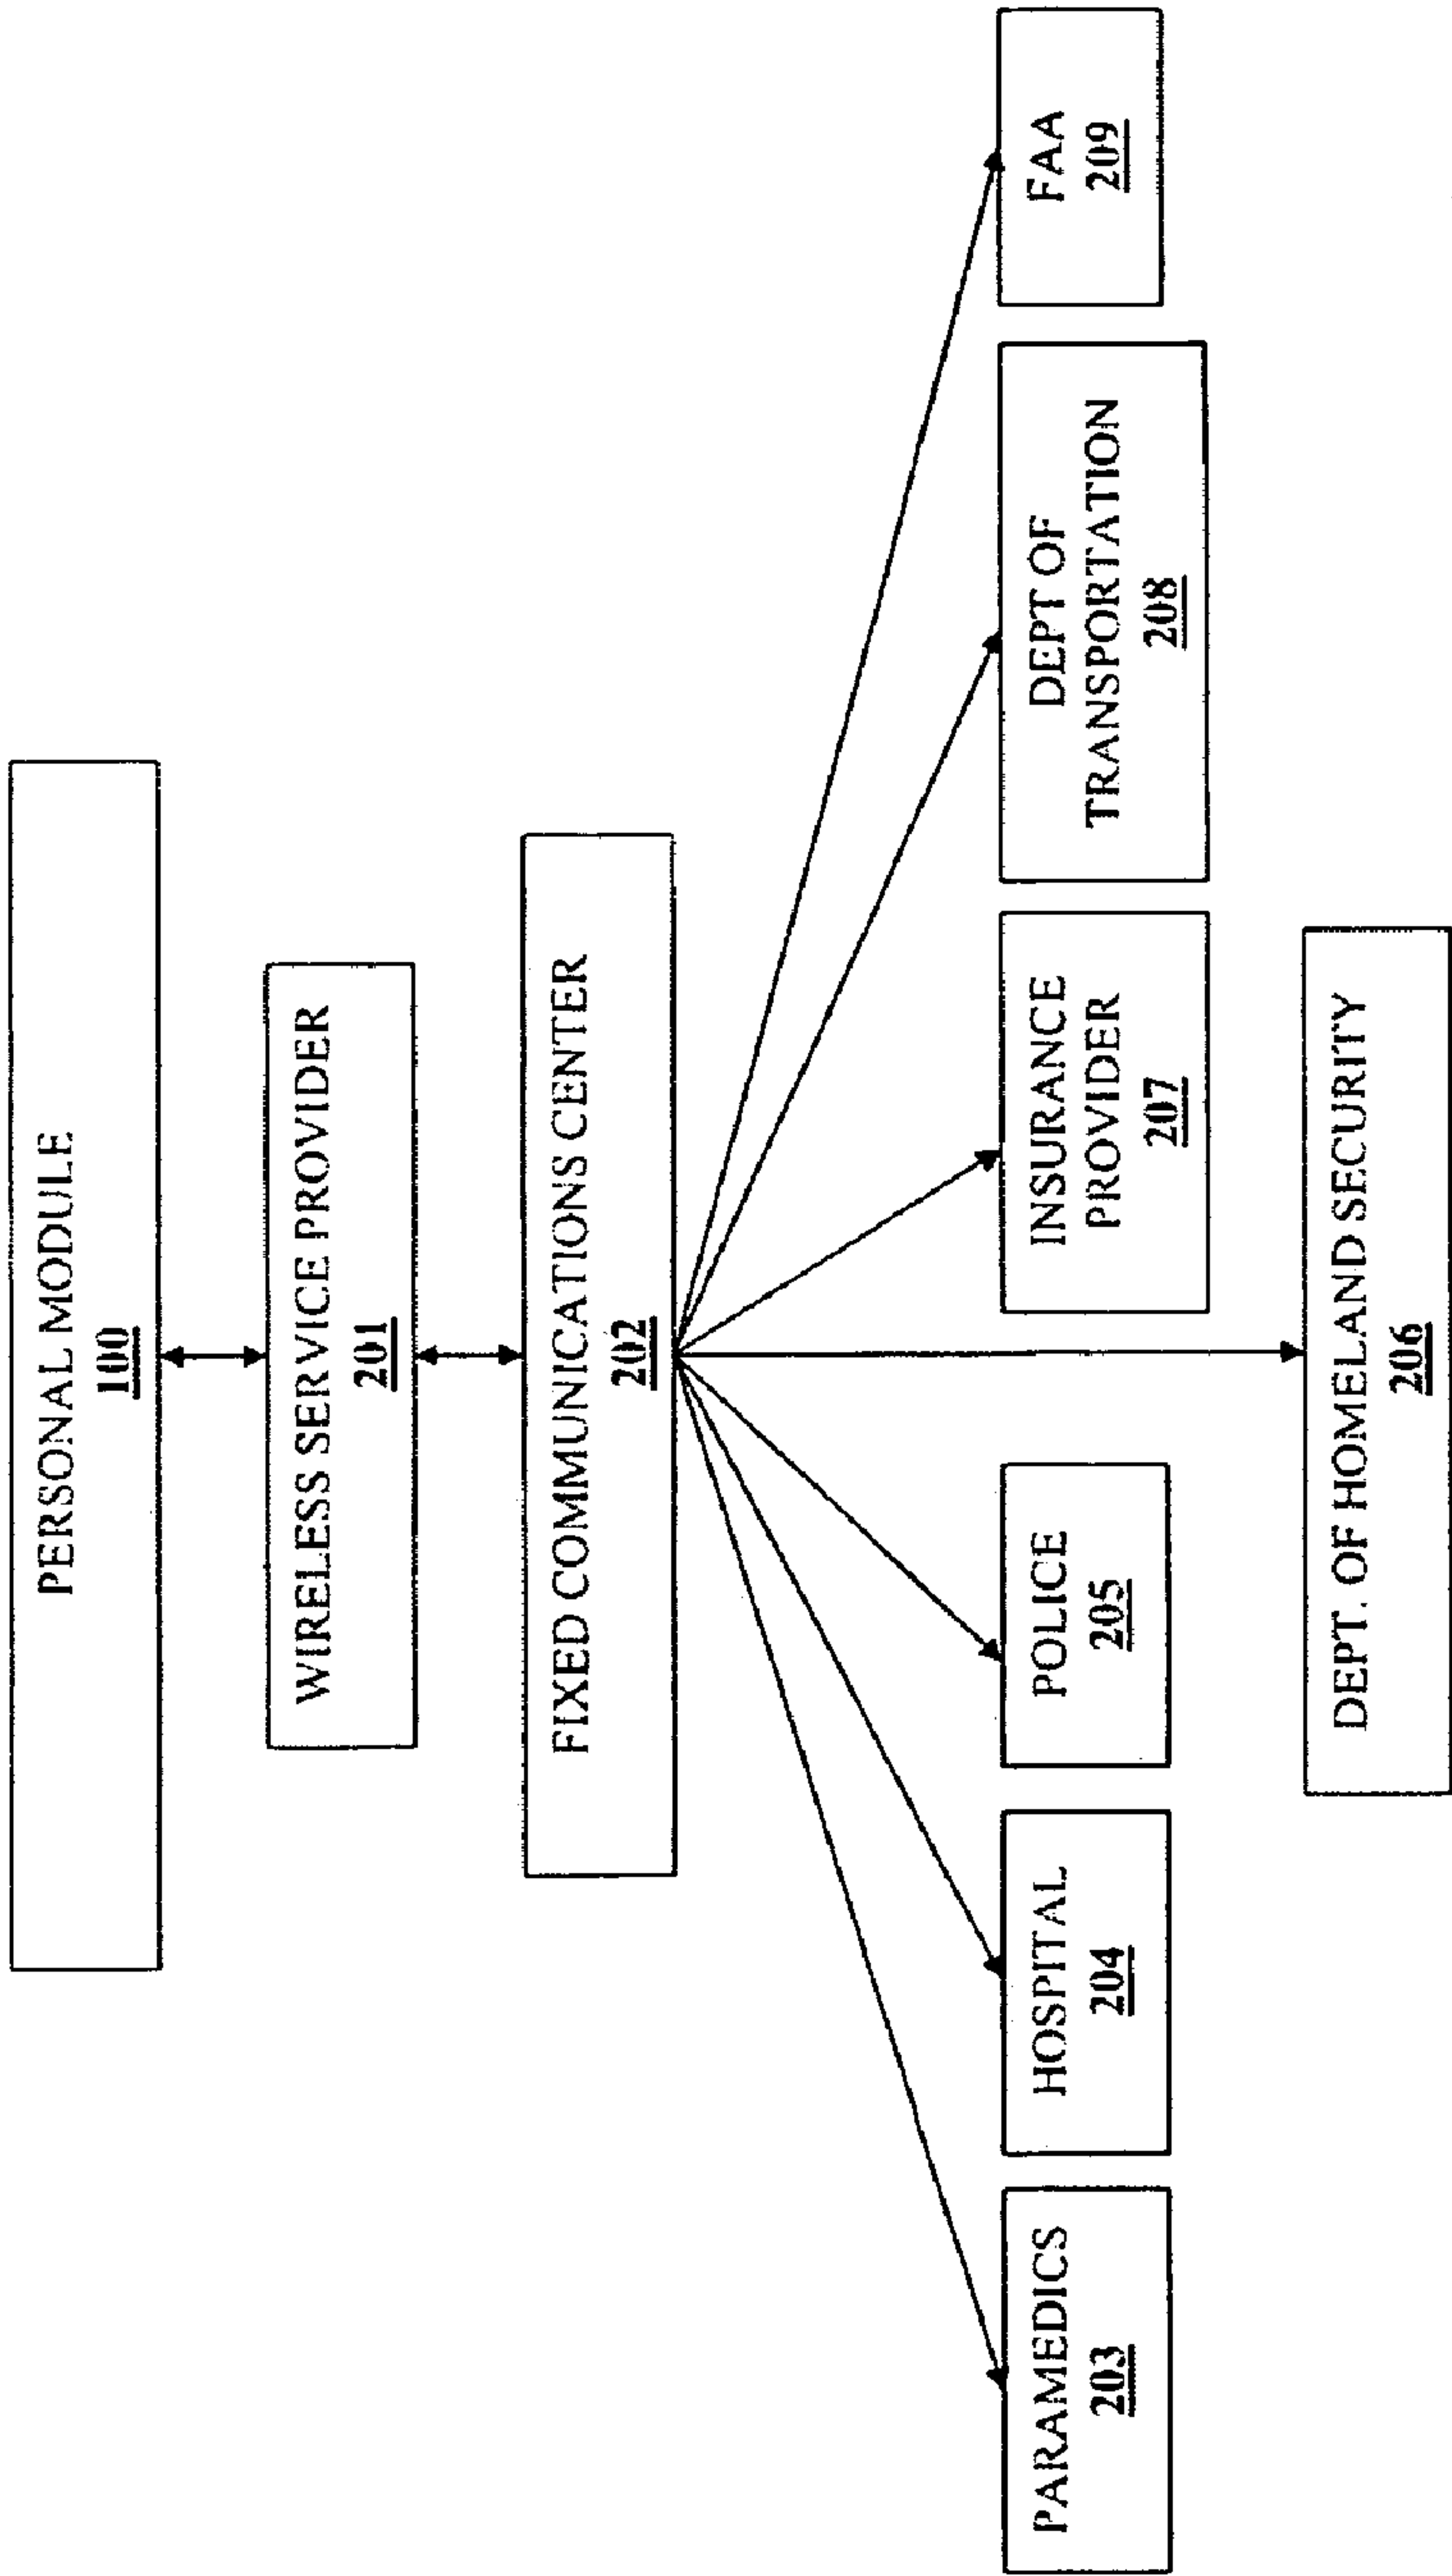 PERSONAL MODULE
100
WIRELESS SERVICE PROVIDER
201
FIXED COMMUNICATIONS CENTER
202
PARAMEDICS
203
HOSPITAL
204
POLICE
205
INSURANCE
PROVIDER
207
DEPT OF
TRANSPORTATION
208
FAA
209
DEPT. OF HOMELAND SECURITY
206